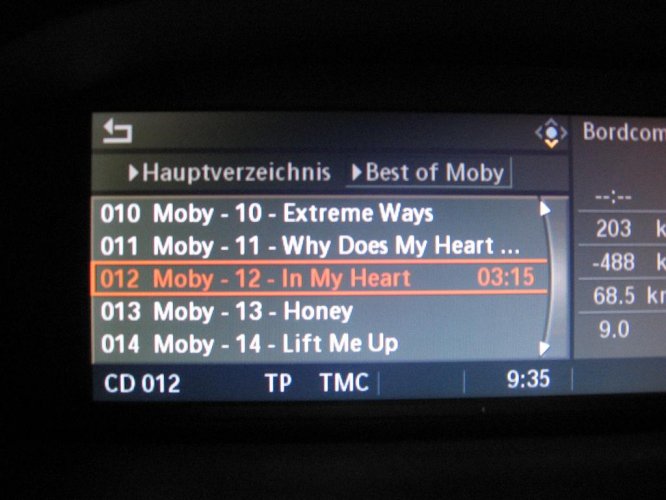 Bordcom
▶Hauptverzeichnis ▶Best of Moby
010 Moby - 10 - Extreme Ways
011 Moby - 11 - Why Does My Heart ...
012 Moby - 12 - In My Heart 03:15
013 Moby - 13 - Honey
014 Moby - 14 - Lift Me Up
CD 012 TP TMC 9:35
--:--
203 k
-488 k
68.5 km
9.0